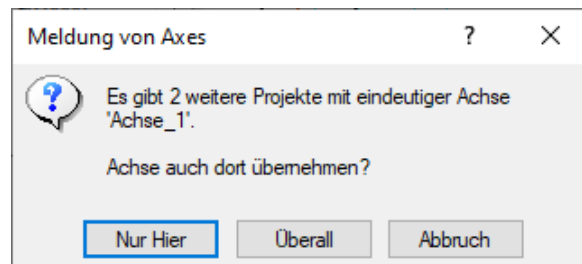 Meldung von Axes
?
Es gibt 2 weitere Projekte mit eindeutiger Achse
'Achse_1'.
Achse auch dort übernehmen?
Nur Hier
Überall
Abbruch